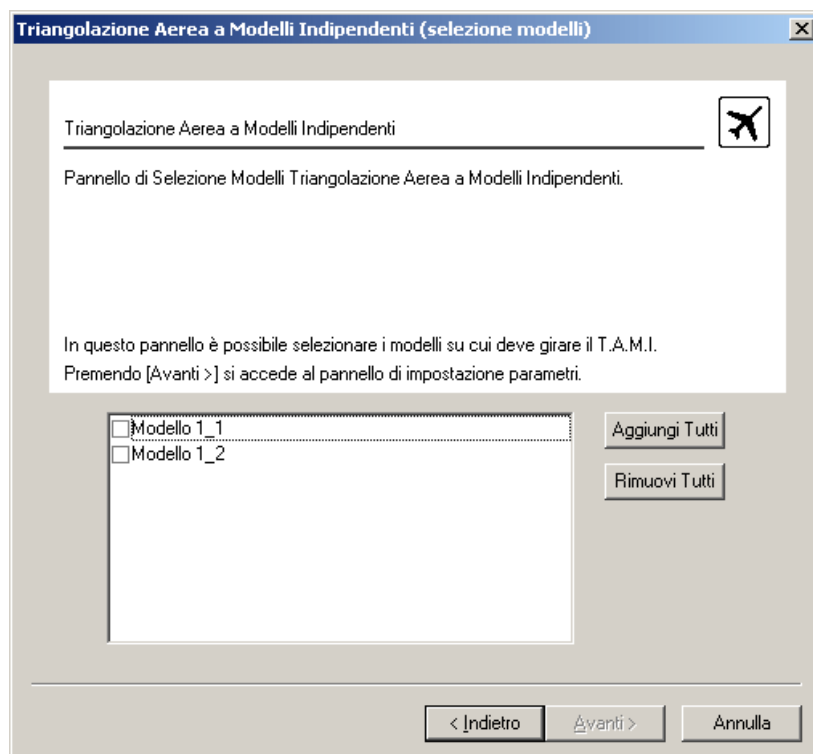 Triangolazione Aerea a Modelli Indipendenti (selezione modelli)
Triangolazione Aerea a Modelli Indipendenti
Pannello di Selezione Modelli Triangolazione Aerea a Modelli Indipendenti.
In questo pannello è possibile selezionare i modelli su cui deve girare il T.A.M.I.
Premendo [Avanti >] si accede al pannello di impostazione parametri.
Modello 1_1
Modello 1_2
Aggiungi Tutti
Rimuovi Tutti
< Indietro
Avanti >
Annulla